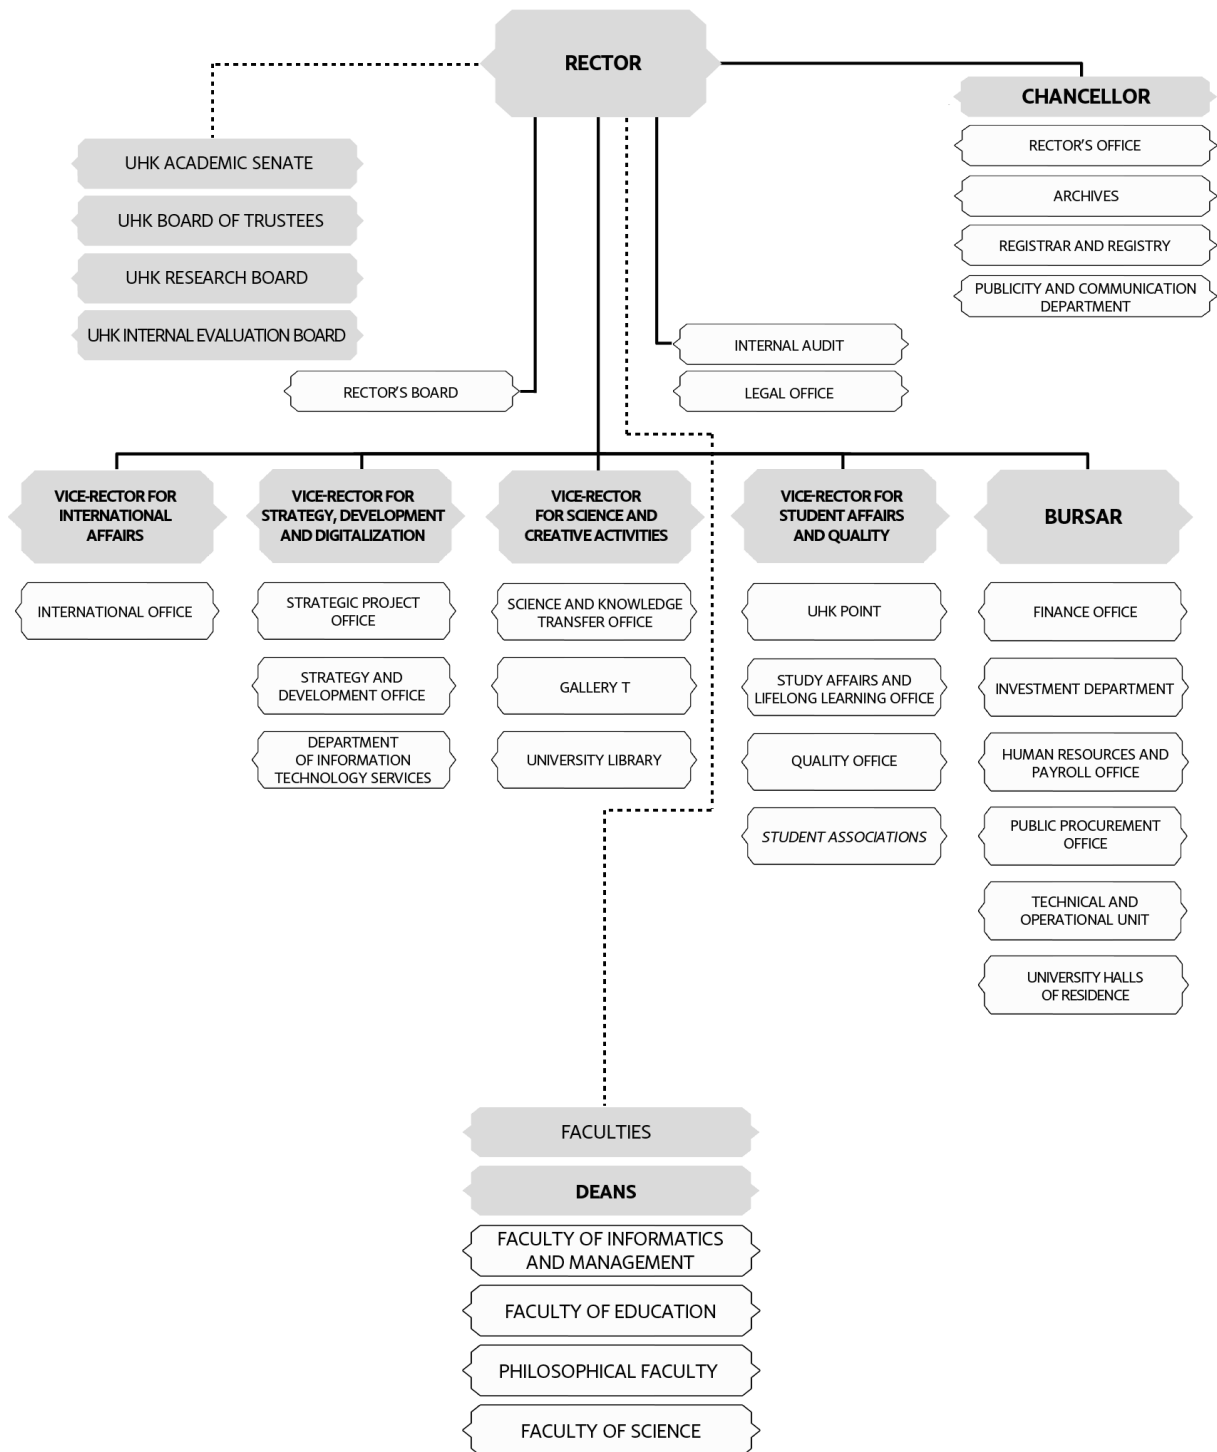 RECTOR
CHANCELLOR
RECTOR'S OFFICE
ARCHIVES
REGISTRAR AND REGISTRY
PUBLICITY AND COMMUNICATION
DEPARTMENT
UHK ACADEMIC SENATE
UHK BOARD OF TRUSTEES
UHK RESEARCH BOARD
UHK INTERNAL EVALUATION BOARD
RECTOR'S BOARD
INTERNAL AUDIT
LEGAL OFFICE
VICE-RECTOR FOR
INTERNATIONAL
AFFAIRS
INTERNATIONAL OFFICE
VICE-RECTOR FOR
STRATEGY, DEVELOPMENT
AND DIGITALIZATION
STRATEGIC PROJECT
OFFICE
STRATEGY AND
DEVELOPMENT OFFICE
DEPARTMENT
OF INFORMATION
TECHNOLOGY SERVICES
VICE-RECTOR
FOR SCIENCE AND
CREATIVE ACTIVITIES
SCIENCE AND KNOWLEDGE
TRANSFER OFFICE
GALLERY T
UNIVERSITY LIBRARY
VICE-RECTOR FOR
STUDENT AFFAIRS
AND QUALITY
UHK POINT
STUDY AFFAIRS AND
LIFELONG LEARNING OFFICE
QUALITY OFFICE
STUDENT ASSOCIATIONS
BURSAR
FINANCE OFFICE
INVESTMENT DEPARTMENT
HUMAN RESOURCES AND
PAYROLL OFFICE
PUBLIC PROCUREMENT
OFFICE
TECHNICAL AND
OPERATIONAL UNIT
UNIVERSITY HALLS
OF RESIDENCE
FACULTIES
DEANS
FACULTY OF INFORMATICS
AND MANAGEMENT
FACULTY OF EDUCATION
PHILOSOPHICAL FACULTY
FACULTY OF SCIENCE